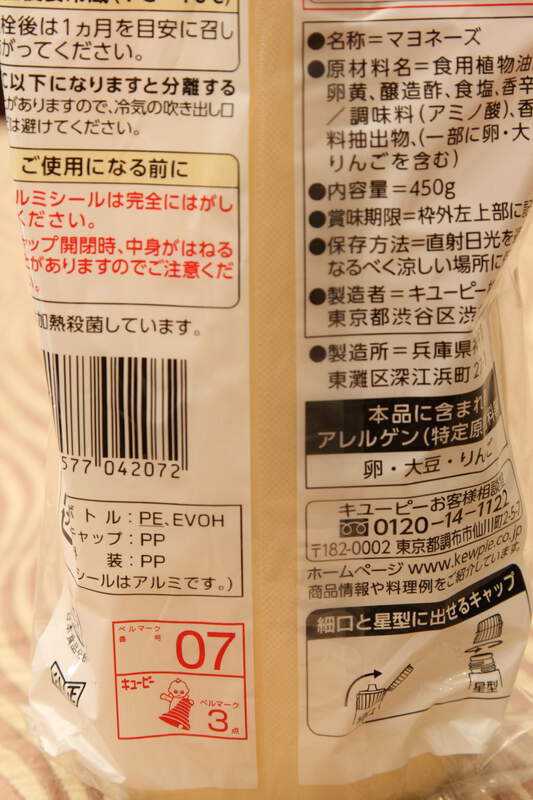 栓後は1ヵ月を目安に召し
がってください。
℃以下になりますと分離する
がありますので、冷気の吹き出し口
は避けてください。
ご使用になる前に
ルミシールは完全にはがし
ください。
ャップ開閉時、中身がはねる
とがありますのでご注意くだ
い。
加熱殺菌しています。
577 042072
トル:PE、EVOH
キャップ:PP
装:PP
シールはアルミです。)
ベルマーク
番号
07
キユーピー
ベルマーク
3点
公正
●名称=マヨネーズ
●原材料名=食用植物油
卵黄、醸造酢、食塩、香辛
/調味料(アミノ酸)、香
料抽出物、(一部に卵・大
りんごを含む)
●内容量=450g
●賞味期限=枠外左上部に記
●保存方法=直射日光を
なるべく涼しい場所に
●製造者=キユーピー
東京都渋谷区渋
●製造所=兵庫県神
東灘区深江浜町21
本品に含まれ
アレルゲン(特定原材料
卵・大豆・りんご
キユーピーお客様相談
0120-14-1122
〒182-0002 東京都調布市仙川町2-5-7
ホームページ www.kewpie.co.jp
商品情報や料理例をご紹介しています。
細口と星型に出せるキャップ
星型